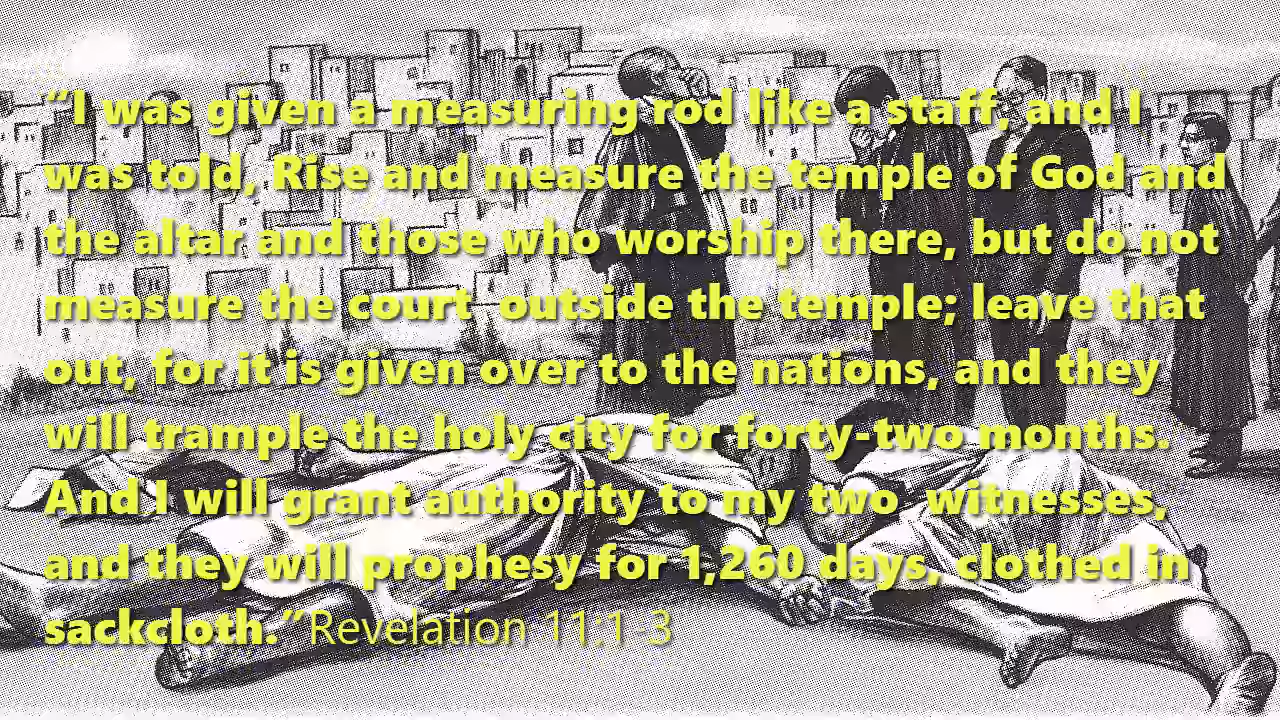 “I was given a measuring rod like a staff, and I
was told, Rise and measure the temple of God and
the altar and those who worship there, but do not
measure the court outside the temple; leave that
out, for it is given over to the nations, and they
will trample the holy city for forty-two months.
And I will grant authority to my two witnesses,
and they will prophesy for 1,260 days, clothed in
sackcloth.”Revelation 11:1-3